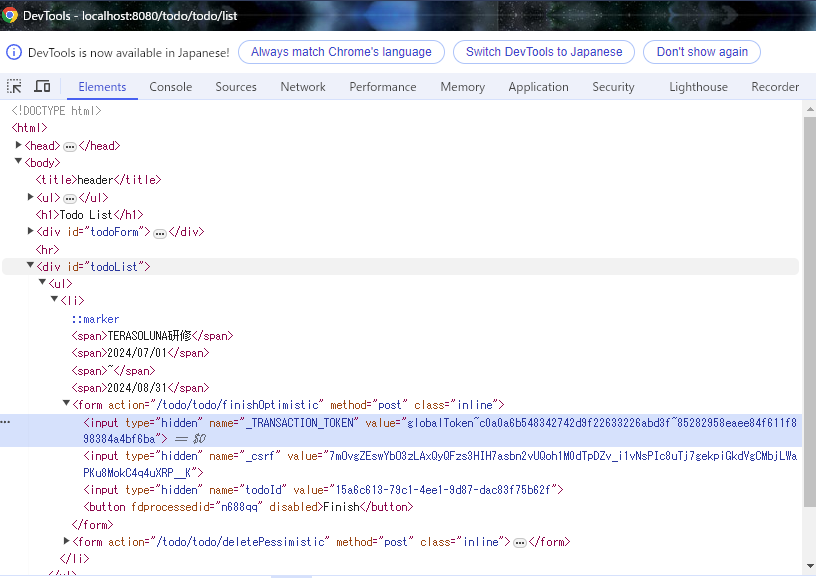 DevTools - localhost:8080/todo/todo/list
DevTools is now available in Japanese! Always match Chrome's language Switch DevTools to Japanese Don't show again
Elements Console Sources Network Performance Memory Application Security Lighthouse Recorder
<!DOCTYPE html>
<html>
<head> … </head>
<body>
<title>header</title>
<ul> … </ul>
<h1>Todo List</h1>
<div id="todoForm"> … </div>
<hr>
<div id="todoList">
<ul>
<li>
::marker
<span>TERASOLUNA研修</span>
<span>2024/07/01</span>
<span>~</span>
<span>2024/08/31</span>
<form action="/todo/todo/finishOptimistic" method="post" class="inline">
<input type="hidden" name="_TRANSACTION_TOKEN" value="globalToken~c0a0a6b548342742d9f22633226abd3f~85282958eaee84f611f8
98384a4bf6ba"> == $0
<input type="hidden" name="_csrf" value="7mOvgZEswYbO3zLAxQyQFzs3HIH7asbn2vUQoh1M0dTpDZv_i1vNsPIc8uTj7gekpiGkdVgCMbjLWa
PKu8MokC4q4uXRP__K">
<input type="hidden" name="todoId" value="15a6c613-79c1-4ee1-9d87-dac83f75b62f">
<button fdprocessedid="n688qq" disabled>Finish</button>
</form>
<form action="/todo/todo/deletePessimistic" method="post" class="inline"> … </form>
</li>
</ul>